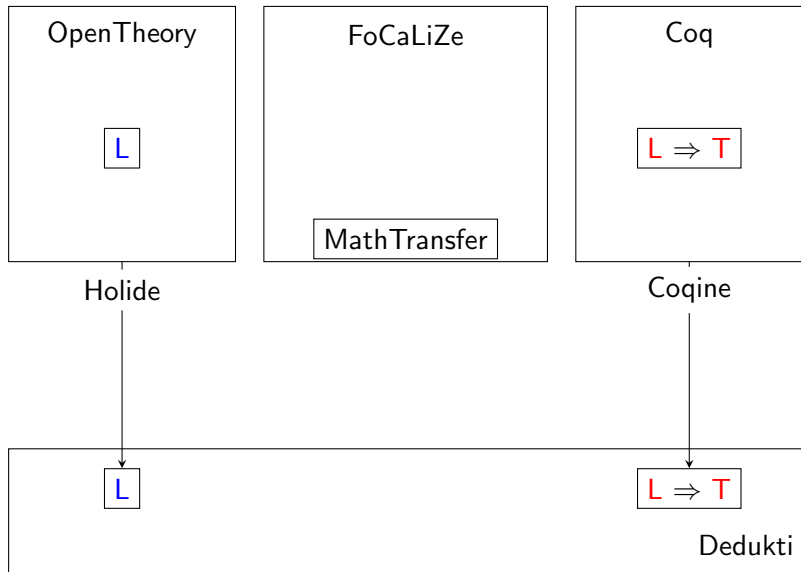 OpenTheory
FoCaLiZe
Coq
L
L ⇒ T
MathTransfer
Holide
Coqine
L
L ⇒ T
Dedukti